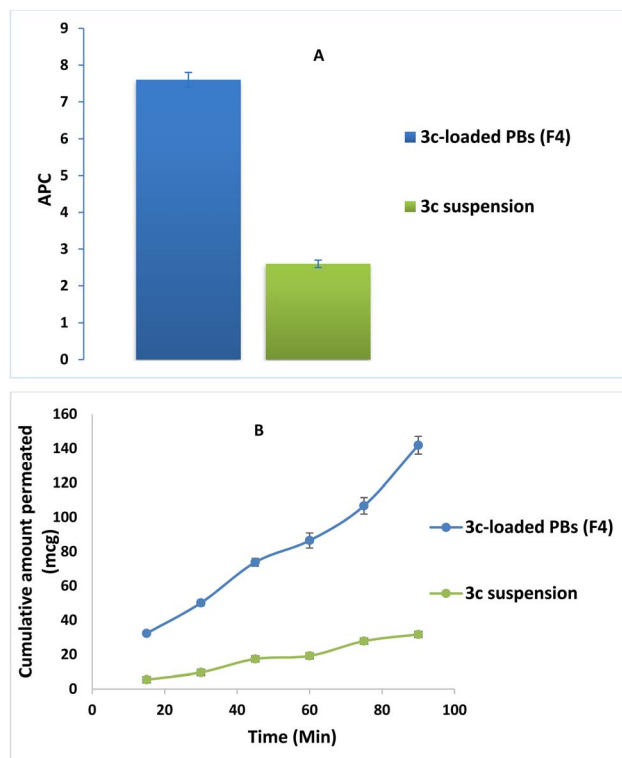 A
9
8
7
6
5
4
3
2
1
0
APC
3c-loaded PBs (F4)
3c suspension
B
160
140
120
100
80
60
40
20
0
Cumulative amount permeated
(mcg)
0 20 40 60 80 100
Time (Min)
3c-loaded PBs (F4)
3c suspension